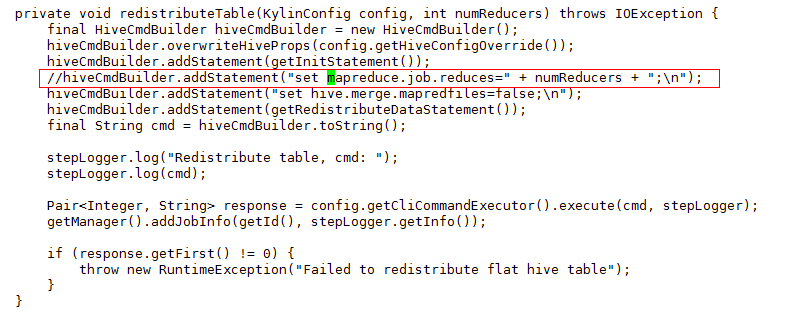 private void redistributeTable(KylinConfig config, int numReducers) throws IOException {
    final HiveCmdBuilder hiveCmdBuilder = new HiveCmdBuilder();
    hiveCmdBuilder.overwriteHiveProps(config.getHiveConfigOverride());
    hiveCmdBuilder.addStatement(getInitStatement());
    //hiveCmdBuilder.addStatement("set mapreduce.job.reduces=" + numReducers + ";\n");
    hiveCmdBuilder.addStatement("set hive.merge.mapredfiles=false;\n");
    hiveCmdBuilder.addStatement(getRedistributeDataStatement());
    final String cmd = hiveCmdBuilder.toString();

    stepLogger.log("Redistribute table, cmd: ");
    stepLogger.log(cmd);

    Pair<Integer, String> response = config.getCliCommandExecutor().execute(cmd, stepLogger);
    getManager().addJobInfo(getId(), stepLogger.getInfo());

    if (response.getFirst() != 0) {
        throw new RuntimeException("Failed to redistribute flat hive table");
    }
}